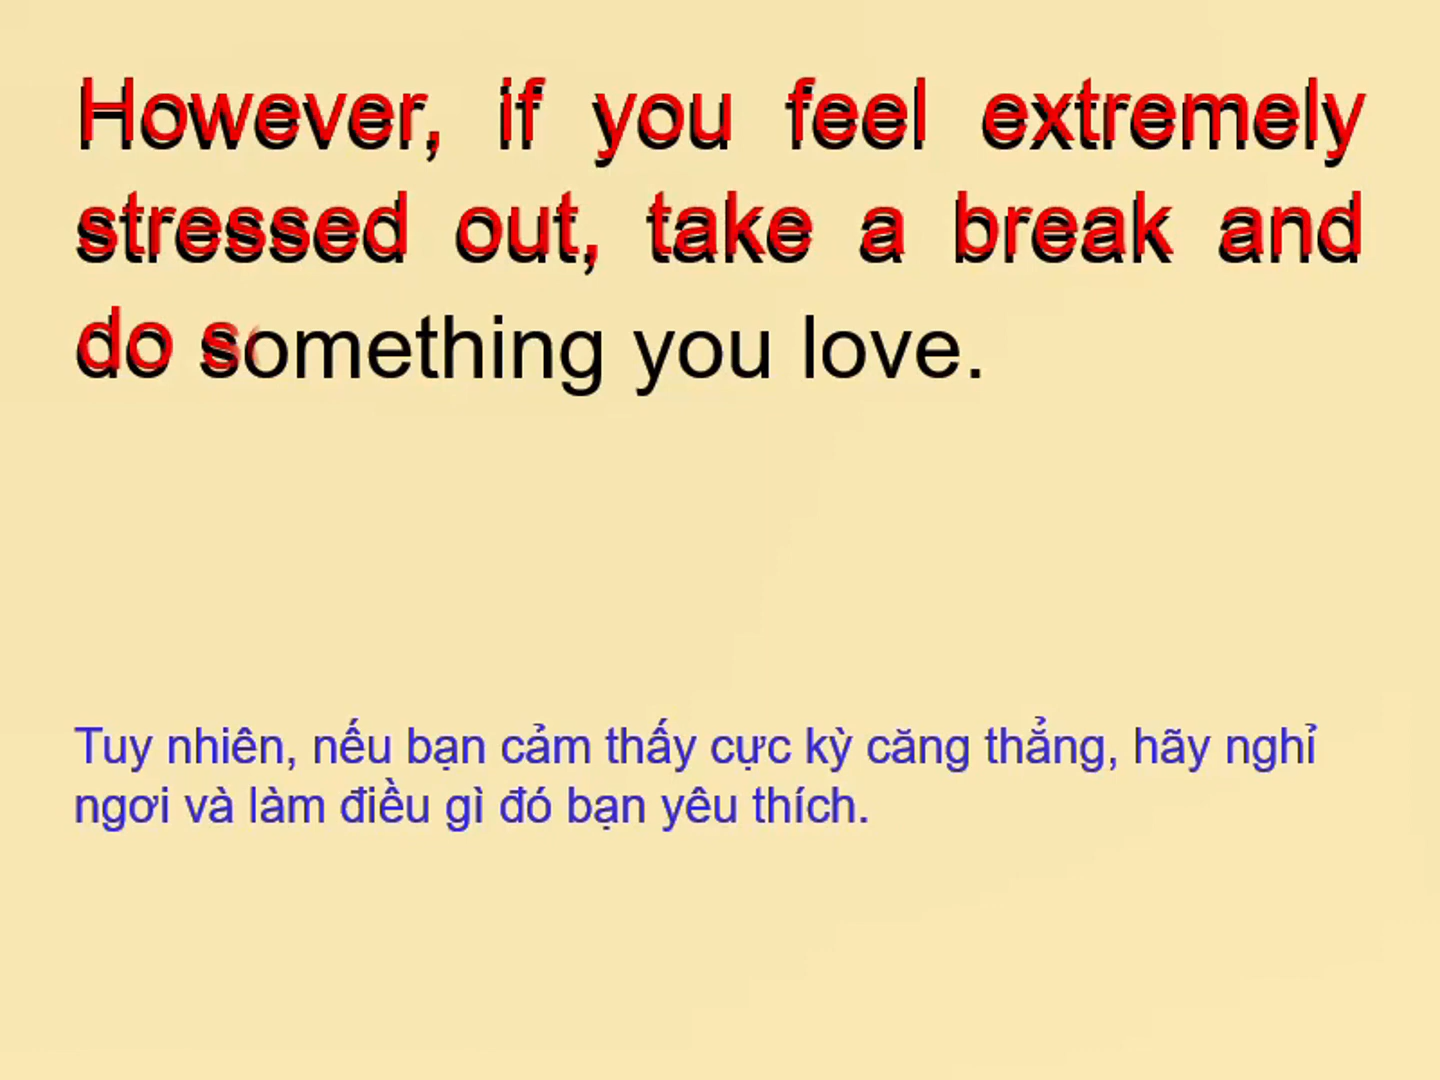 However, if you feel extremely
stressed out, take a break and
do something you love.
Tuy nhiên, nếu bạn cảm thấy cực kỳ căng thẳng, hãy nghỉ
ngơi và làm điều gì đó bạn yêu thích.